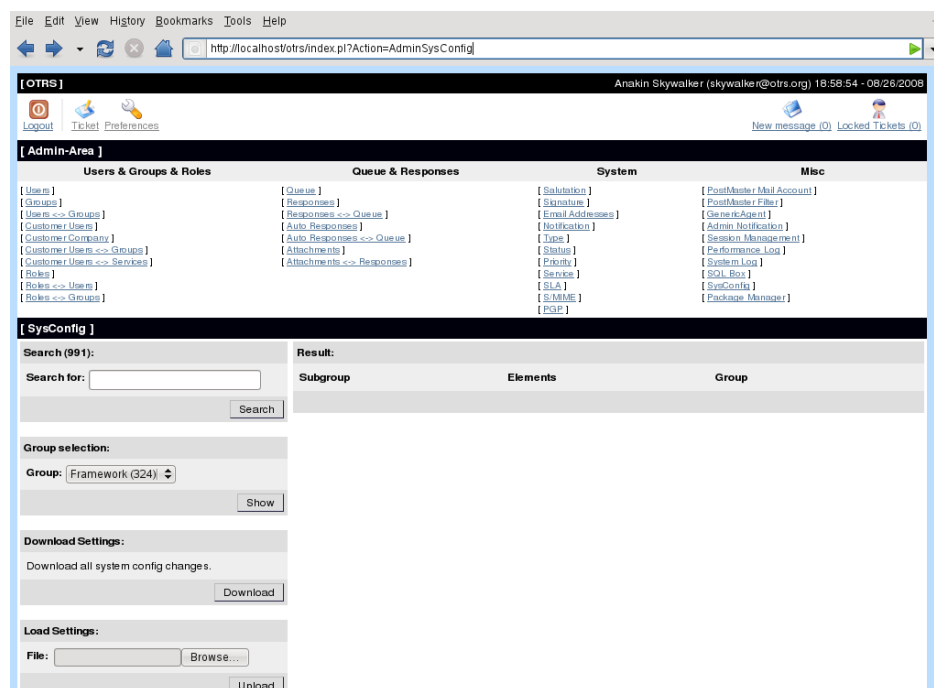 File Edit View History Bookmarks Tools Help
http://localhost/otrs/index.pl?Action=AdminSysConfig
[ OTRS ] Anakin Skywalker (skywalker@otrs.org) 18:58:54 - 08/26/2008
Logout Ticket Preferences New message (0) Locked Tickets (0)
[ Admin-Area ]
Users & Groups & Roles Queue & Responses System Misc
[ Users ] [ Queue ] [ Salutation ] [ PostMaster Mail Account ]
[ Groups ] [ Responses ] [ Signature ] [ PostMaster Filter ]
[ Users <-> Groups ] [ Responses <-> Queue ] [ Email Addresses ] [ GenericAgent ]
[ Customer Users ] [ Auto Responses ] [ Notification ] [ Admin Notification ]
[ Customer Company ] [ Auto Responses <-> Queue ] [ Type ] [ Session Management ]
[ Customer Users <-> Groups ] [ Attachments ] [ Status ] [ Performance Log ]
[ Customer Users <-> Services ] [ Attachments <-> Responses ] [ Priority ] [ System Log ]
[ Roles ] [ Service ] [ SQL Box ]
[ Roles <-> Users ] [ SLA ] [ SysConfig ]
[ Roles <-> Groups ] [ S/MIME ] [ Package Manager ]
[ PGP ]
[ SysConfig ]
Search (991): Result:
Search for: Subgroup Elements Group
Search
Group selection:
Group: Framework (324)
Show
Download Settings:
Download all system config changes.
Download
Load Settings:
File: Browse...
Upload